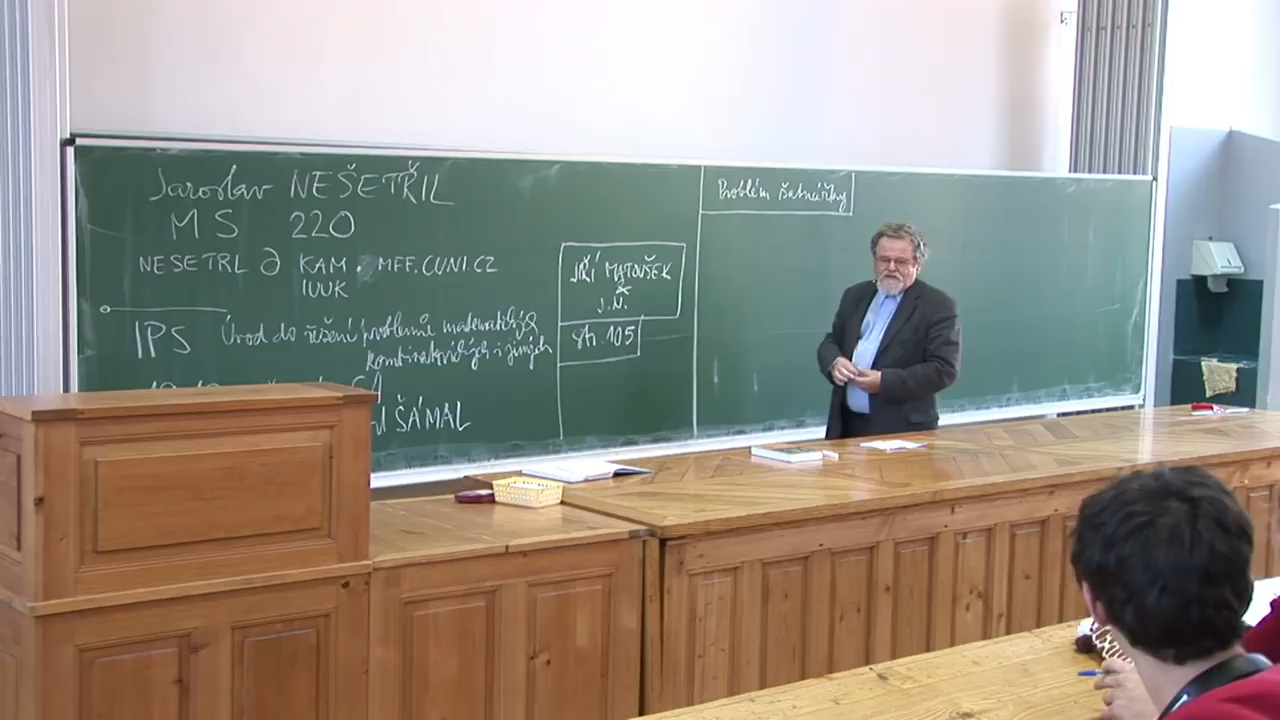 Jaroslav NEŠETŘIL
MS 220
NESETRL @ KAM . MFF.CUNI.CZ
IUUK
IPS Úvod do řešení problémů matematických
kombinatorických i jiných
ŠÁMAL
JIŘÍ MATOUŠEK
&
J.N.
str. 105
Problém šatnářky